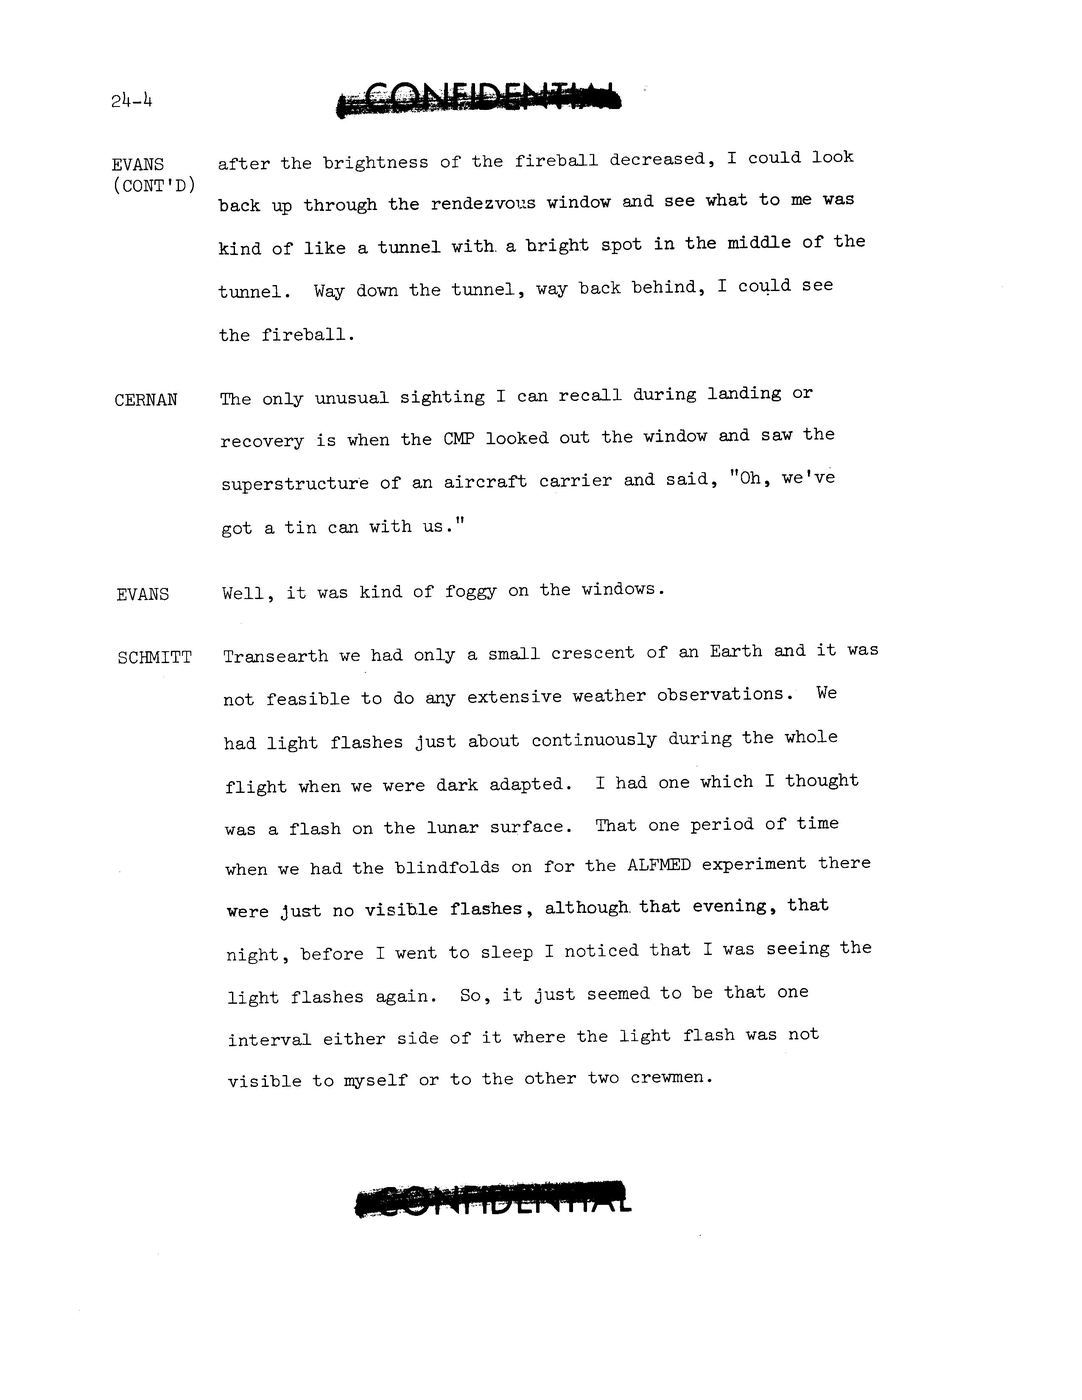 24-4
CONFIDENTIAL
EVANS after the brightness of the fireball decreased, I could look
(CONT'D)
back up through the rendezvous window and see what to me was
kind of like a tunnel with a bright spot in the middle of the
tunnel. Way down the tunnel, way back behind, I could see
the fireball.
CERNAN The only unusual sighting I can recall during landing or
recovery is when the CMP looked out the window and saw the
superstructure of an aircraft carrier and said, "Oh, we've
got a tin can with us."
EVANS Well, it was kind of foggy on the windows.
SCHMITT Transearth we had only a small crescent of an Earth and it was
not feasible to do any extensive weather observations. We
had light flashes just about continuously during the whole
flight when we were dark adapted. I had one which I thought
was a flash on the lunar surface. That one period of time
when we had the blindfolds on for the ALFMED experiment there
were just no visible flashes, although that evening, that
night, before I went to sleep I noticed that I was seeing the
light flashes again. So, it just seemed to be that one
interval either side of it where the light flash was not
visible to myself or to the other two crewmen.
CONFIDENTIAL